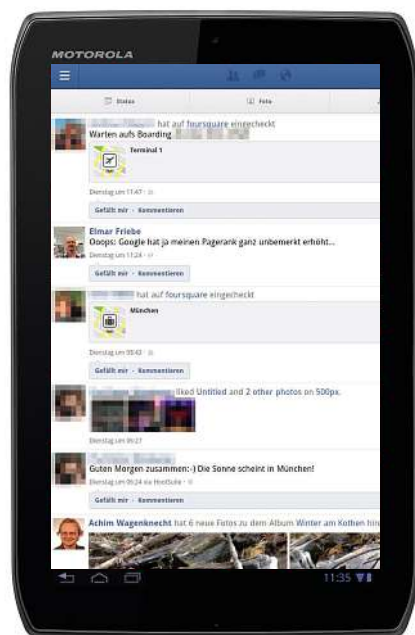 MOTOROLA
Status
Foto
hat auf foursquare eingecheckt
Warten aufs Boarding
Terminal 1
Dienstag um 11:47
Gefällt mir · Kommentieren
Elmar Friebe
Ooops: Google hat ja meinen Pagerank ganz unbemerkt erhöht...
Dienstag um 11:24
Gefällt mir · Kommentieren
hat auf foursquare eingecheckt
München
Gefällt mir · Kommentieren
liked Untitled and 2 other photos on 500px.
Dienstag um 09:27
Guten Morgen zusammen:-) Die Sonne scheint in München!
Dienstag um 09:24 via HootSuite
Gefällt mir · Kommentieren
Achim Wagenknecht hat 6 neue Fotos zu dem Album Winter am Kothen hin
11:35